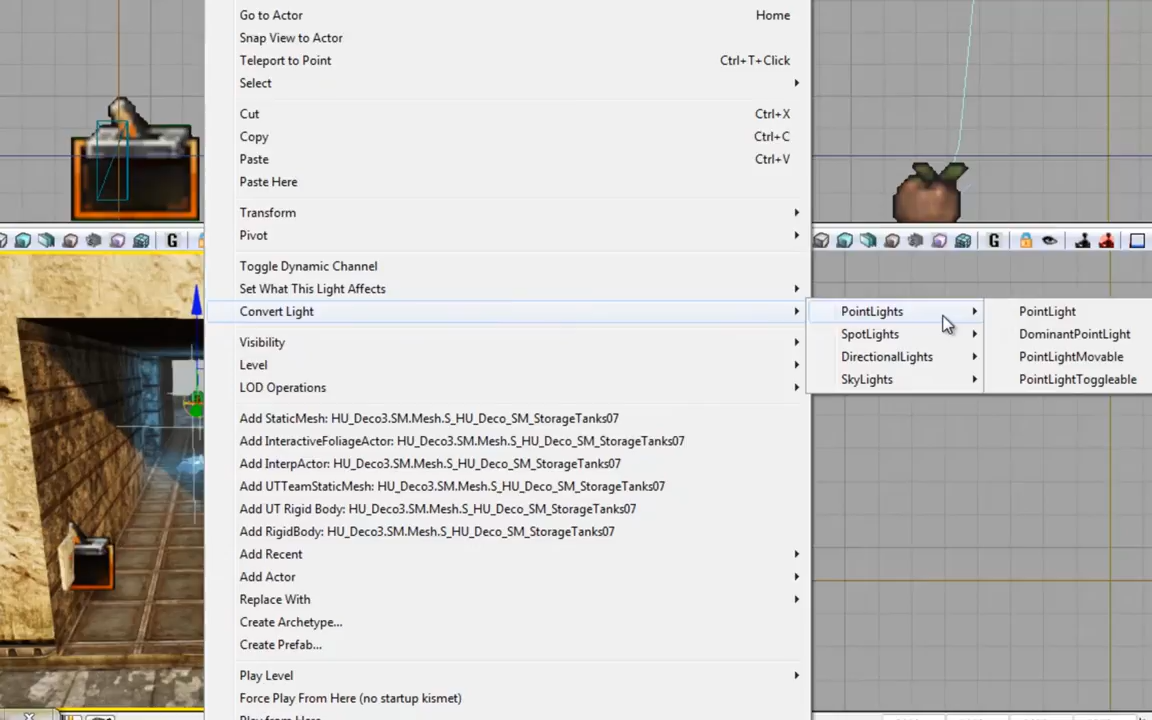 Go to Actor Home
Snap View to Actor
Teleport to Point Ctrl+T+Click
Select
Cut Ctrl+X
Copy Ctrl+C
Paste Ctrl+V
Paste Here
Transform
Pivot
G
G
Toggle Dynamic Channel
Set What This Light Affects
Convert Light
PointLights
SpotLights
DirectionalLights
SkyLights
PointLight
DominantPointLight
PointLightMovable
PointLightToggleable
Visibility
Level
LOD Operations
Add StaticMesh: HU_Deco3.SM.Mesh.S_HU_Deco_SM_StorageTanks07
Add InteractiveFoliageActor: HU_Deco3.SM.Mesh.S_HU_Deco_SM_StorageTanks07
Add InterpActor: HU_Deco3.SM.Mesh.S_HU_Deco_SM_StorageTanks07
Add UTTeamStaticMesh: HU_Deco3.SM.Mesh.S_HU_Deco_SM_StorageTanks07
Add UT Rigid Body: HU_Deco3.SM.Mesh.S_HU_Deco_SM_StorageTanks07
Add RigidBody: HU_Deco3.SM.Mesh.S_HU_Deco_SM_StorageTanks07
Add Recent
Add Actor
Replace With
Create Archetype...
Create Prefab...
Play Level
Force Play From Here (no startup kismet)
Play from Here